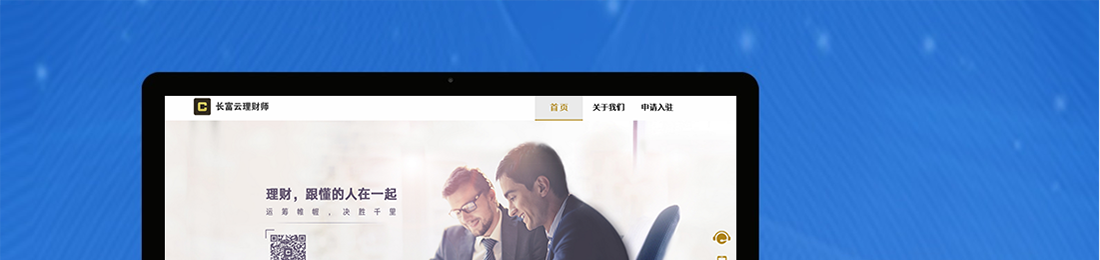 长富云理财师
首页
关于我们
申请入驻
理财，跟懂的人在一起
运筹帷幄，决胜千里